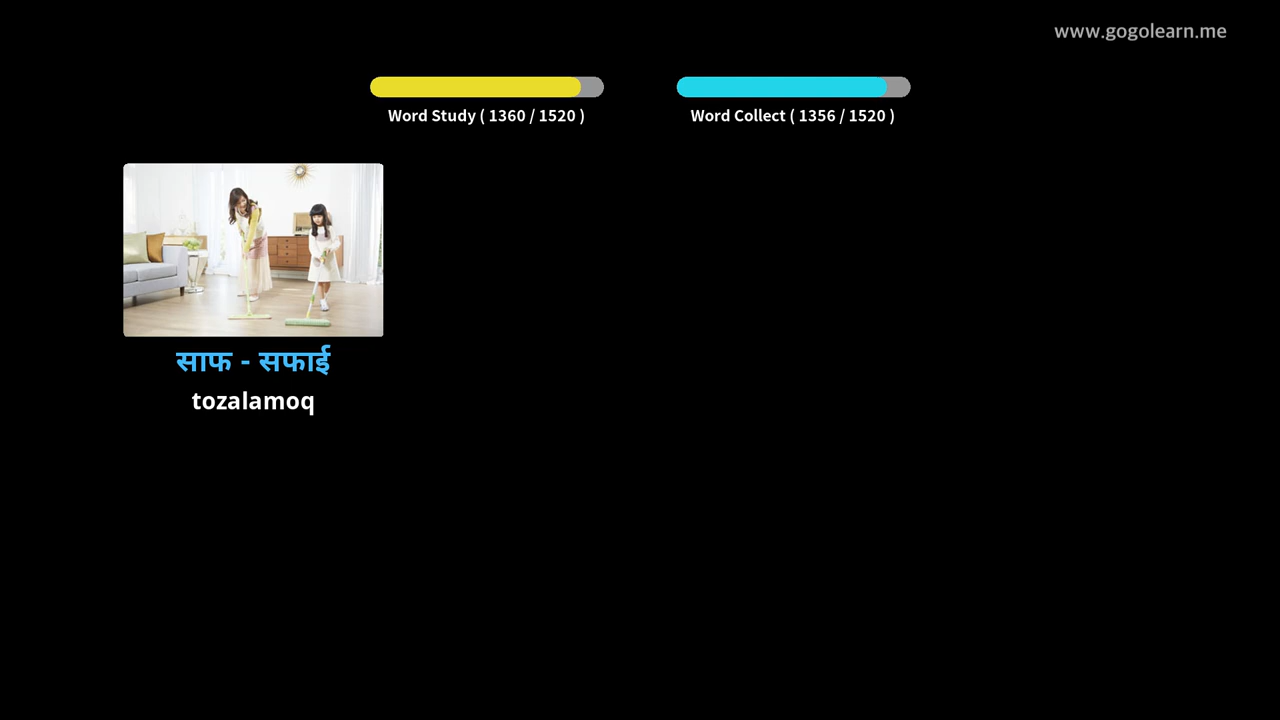 www.gogolearn.me
Word Study ( 1360 / 1520 )
Word Collect ( 1356 / 1520 )
साफ - सफाई
tozalamoq